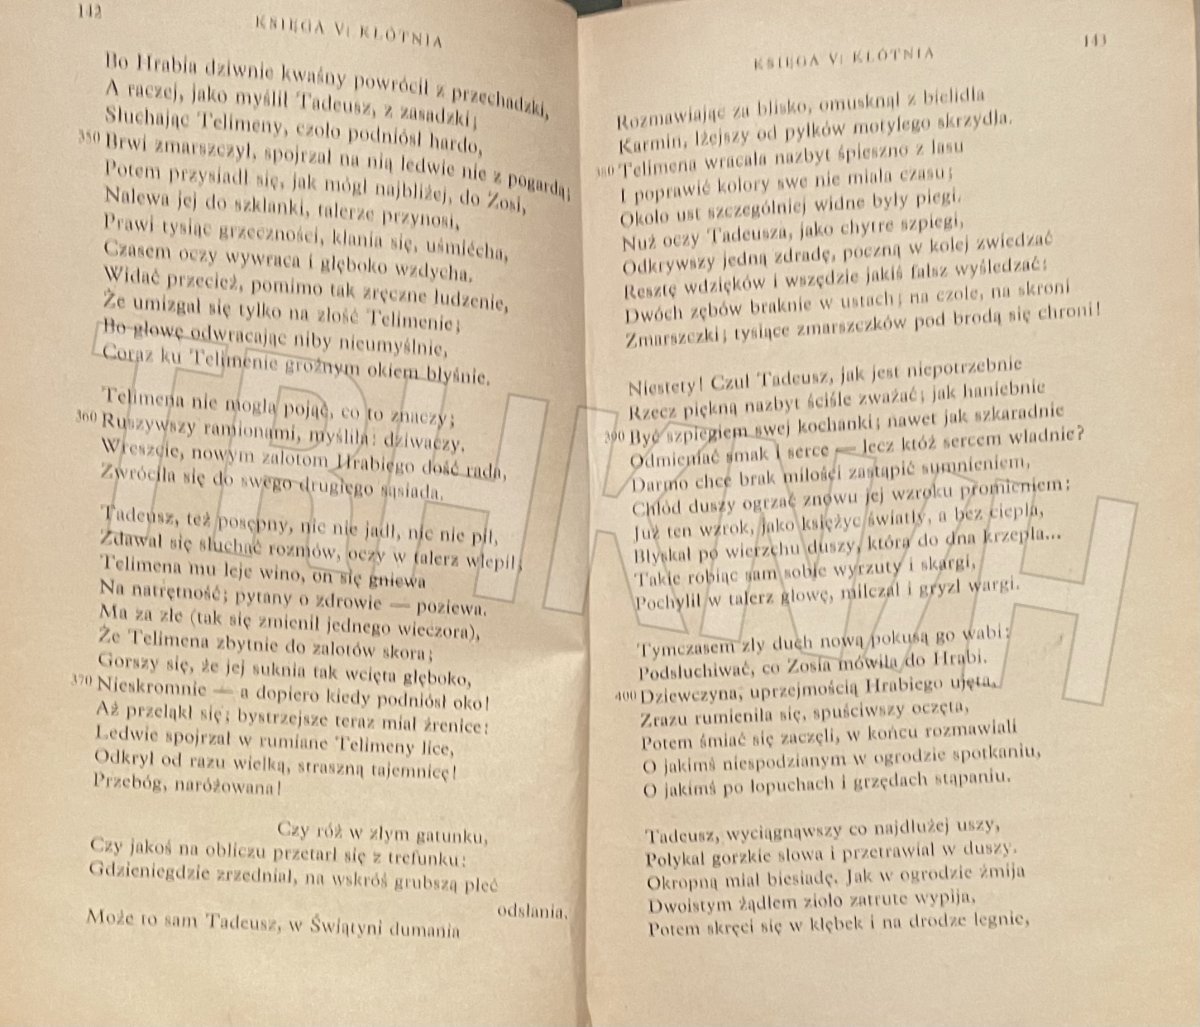 142
KSIĘGA V: KŁÓTNIA
Bo Hrabia dziwnie kwaśny powrócił z przechadzki,
A raczej, jako myślił Tadeusz, z zasadzki;
Słuchając Telimeny, czoło podniósł hardo,
350 Brwi zmarszczył, spojrzał na nią ledwie nie z pogardą;
Potem przysiadł się, jak mógł najbliżej, do Zosi,
Nalewa jej do szklanki, talerze przynosi,
Prawi tysiąc grzeczności, kłania się, uśmiécha,
Czasem oczy wywraca i głęboko wzdycha.
Widać przecież, pomimo tak zręczne łudzenie,
Że umizgał się tylko na złość Telimenie;
Bo głowę odwracając niby nieumyślnie,
Coraz ku Telimenie groźnym okiem błyśnie.
Telimena nie mogła pojąć, co to znaczy;
360 Ruszywszy ramionami, myśliła: dziwaczy.
Wreszcie, nowym zalotom Hrabiego dość rada,
Zwróciła się do swego drugiego sąsiada.
Tadeusz, też posępny, nic nie jadł, nic nie pił,
Zdawał się słuchać rozmów, oczy w talerz wlepił;
Telimena mu leje wino, on się gniewa
Na natrętność; pytany o zdrowie — poziewa.
Ma za złe (tak się zmienił jednego wieczora),
Że Telimena zbytnie do zalotów skora;
Gorszy się, że jej suknia tak wcięta głęboko,
370 Nieskromnie — a dopiero kiedy podniósł oko!
Aż przeląkł się; bystrzejsze teraz miał źrenice:
Ledwie spojrzał w rumiane Telimeny lice,
Odkrył od razu wielką, straszną tajemnicę!
Przebóg, naróżowana!
Czy róż w złym gatunku,
Czy jakoś na obliczu przetarł się z trefunku:
Gdzieniegdzie zrzedniał, na wskróś grubszą płeć
odsłania.
Może to sam Tadeusz, w Świątyni dumania
143
KSIĘGA V: KŁÓTNIA
Rozmawiając za blisko, omusknął z bielidła
Karmin, lżejszy od pyłków motylego skrzydła.
380 Telimena wracała nazbyt śpieszno z lasu
I poprawić kolory swe nie miała czasu;
Około ust szczególniej widne były piegi.
Nuż oczy Tadeusza, jako chytre szpiegi,
Odkrywszy jedną zdradę, poczną w kolej zwiedzać
Resztę wdzięków i wszędzie jakiś fałsz wyśledzać:
Dwóch zębów braknie w ustach; na czole, na skroni
Zmarszczki; tysiące zmarszczków pod brodą się chroni!
Niestety! Czuł Tadeusz, jak jest niepotrzebnie
Rzecz piękną nazbyt ściśle zważać; jak haniebnie
390 Być szpiegiem swej kochanki; nawet jak szkaradnie
Odmieniać smak i serce — lecz któż sercem władnie?
Darmo chce brak miłości zastąpić sumnieniem,
Chłód duszy ogrzać znowu jej wzroku promieniem:
Już ten wzrok, jako księżyc światły, a bez ciepła,
Błyskał po wierzchu duszy, która do dna krzepła...
Takie robiąc sam sobie wyrzuty i skargi,
Pochylił w talerz głowę, milczał i gryzł wargi.
Tymczasem zły duch nową pokusą go wabi:
Podsłuchiwać, co Zosia mówiła do Hrabi.
400 Dziewczyna, uprzejmością Hrabiego ujęta,
Zrazu rumieniła się, spuściwszy oczęta,
Potem śmiać się zaczęli, w końcu rozmawiali
O jakimś niespodzianym w ogrodzie spotkaniu,
O jakimś po łopuchach i grzędach stąpaniu.
Tadeusz, wyciągnąwszy co najdłużej uszy,
Połykał gorzkie słowa i przetrawiał w duszy.
Okropną miał biesiadę. Jak w ogrodzie żmija
Dwoistym żądłem zioło zatrute wypija,
Potem skręci się w kłębek i na drodze legnie,
TRHKNH